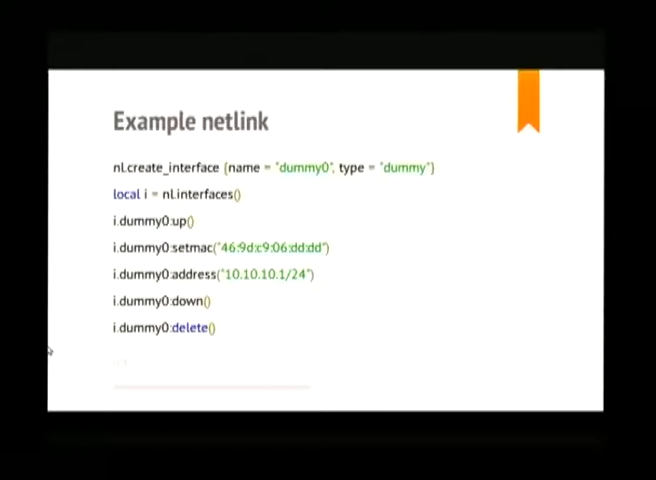 Example netlink
nl.create_interface {name = "dummy0", type = "dummy"}
local i = nl.interfaces()
i.dummy0:up()
i.dummy0:setmac("46:9d:c9:06:dd:dd")
i.dummy0:address("10.10.10.1/24")
i.dummy0:down()
i.dummy0:delete()